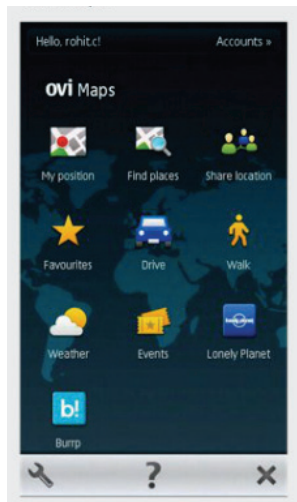 Hello, rohit.c! Accounts »
ovi Maps
My position Find places Share location
Favourites Drive Walk
Weather Events Lonely Planet
b!
Burrp
?